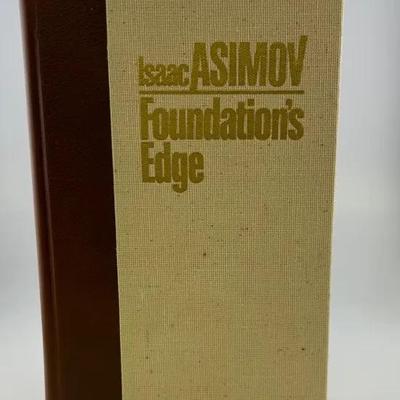 Isaac ASIMOV
Foundation's
Edge